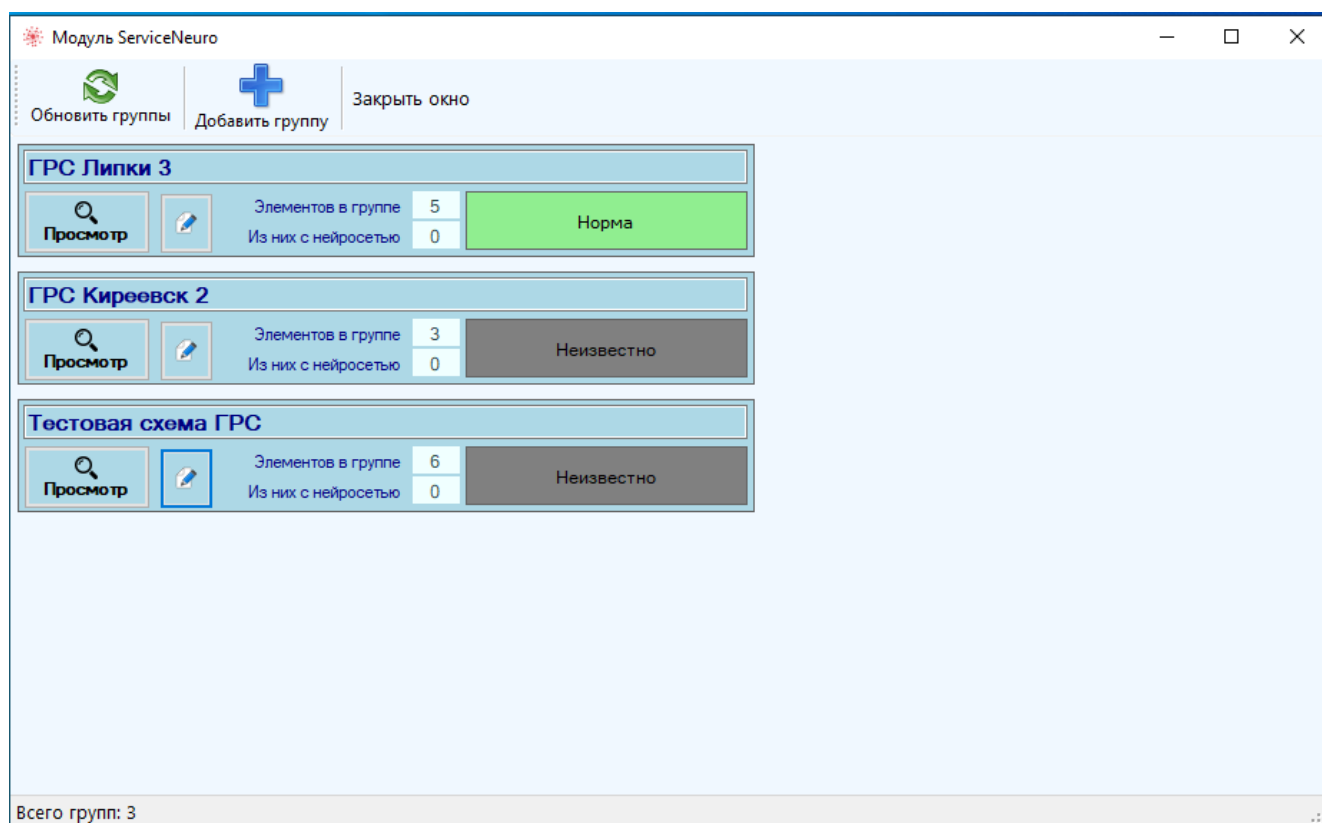 Модуль ServiceNeuro
Обновить группы
Добавить группу
Закрыть окно
ГРС Липки 3
Просмотр
Элементов в группе 5
Из них с нейросетью 0
Норма
ГРС Киреевск 2
Просмотр
Элементов в группе 3
Из них с нейросетью 0
Неизвестно
Тестовая схема ГРС
Просмотр
Элементов в группе 6
Из них с нейросетью 0
Неизвестно
Всего групп: 3